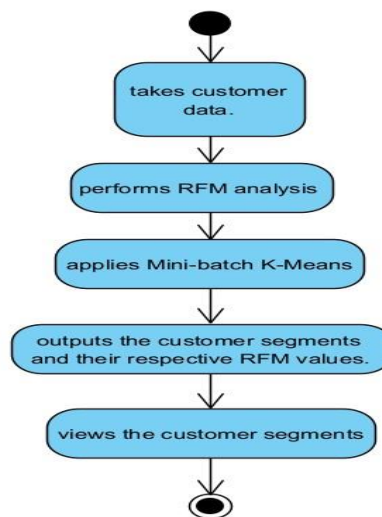 takes customer
data.
performs RFM analysis
applies Mini-batch K-Means
outputs the customer segments
and their respective RFM values.
views the customer segments